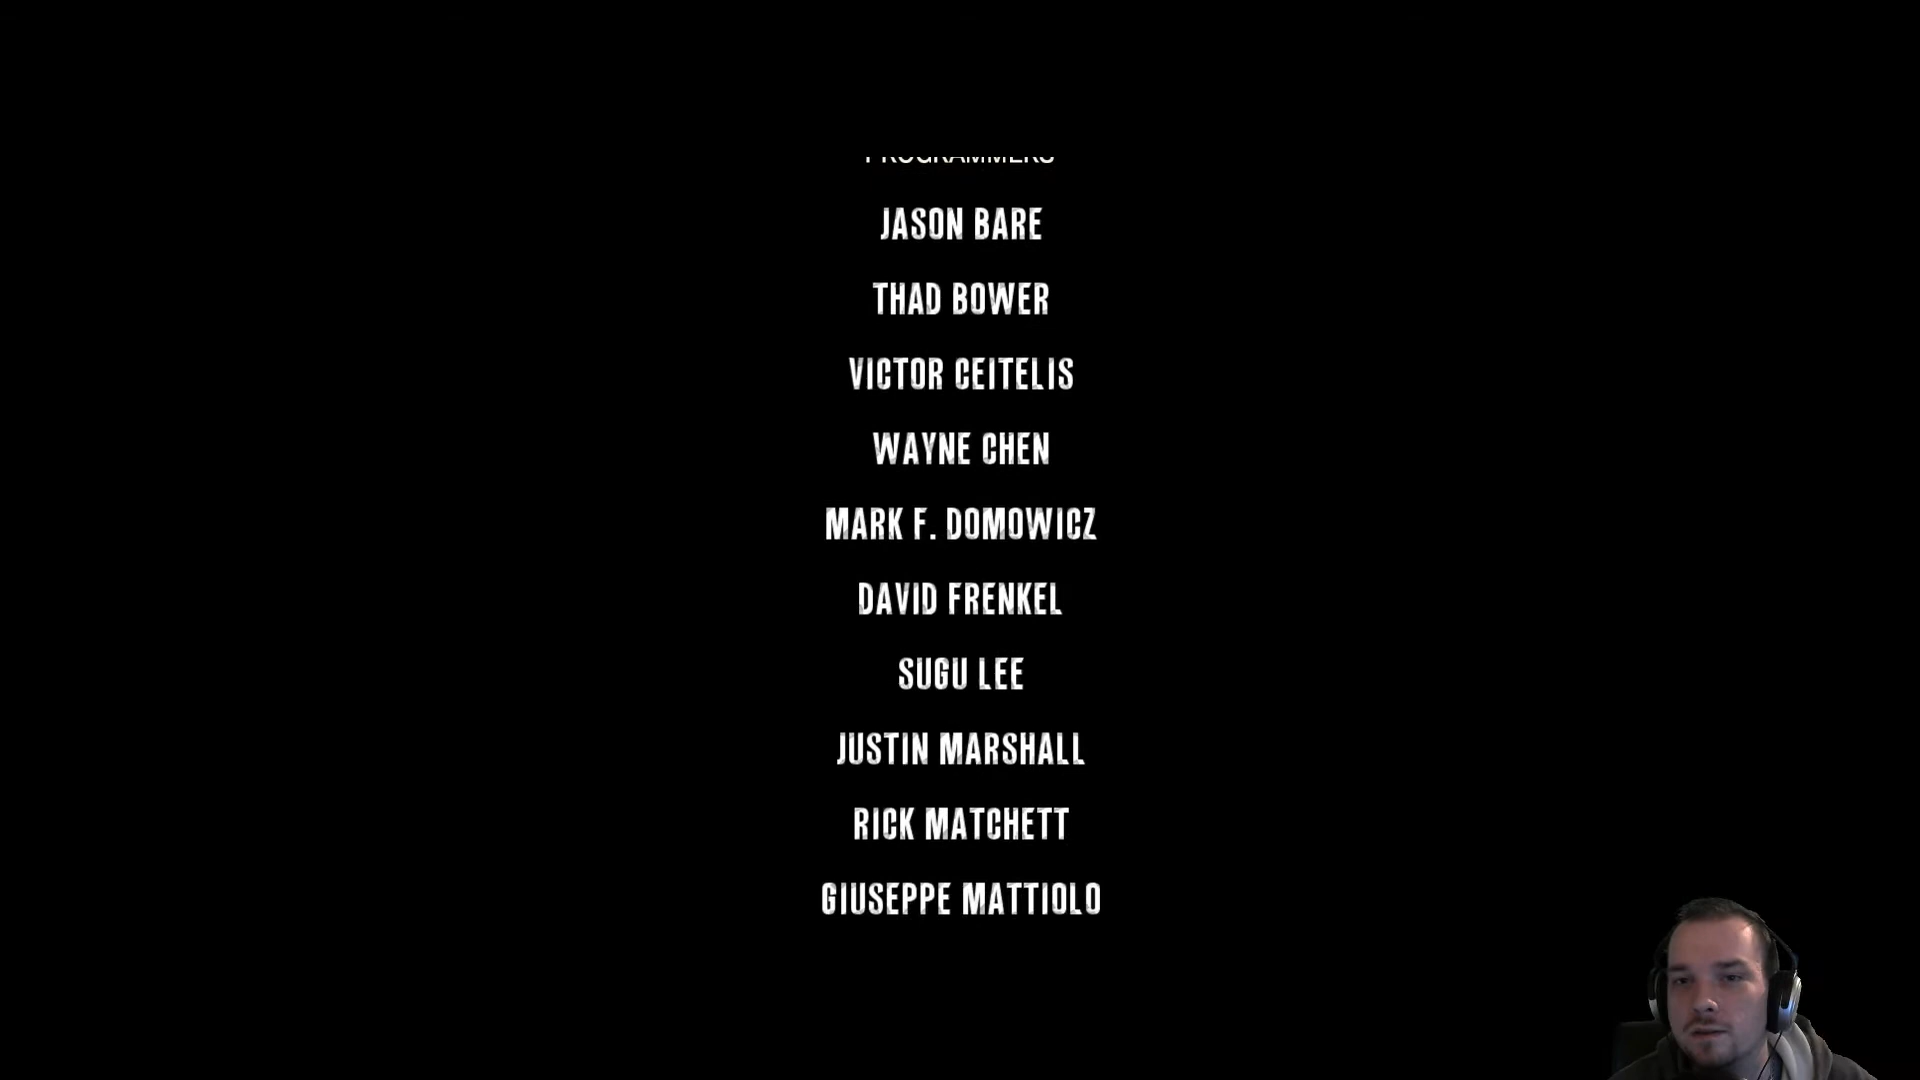 PROGRAMMERS
JASON BARE
THAD BOWER
VICTOR CEITELIS
WAYNE CHEN
MARK F. DOMOWICZ
DAVID FRENKEL
SUGU LEE
JUSTIN MARSHALL
RICK MATCHETT
GIUSEPPE MATTIOLO